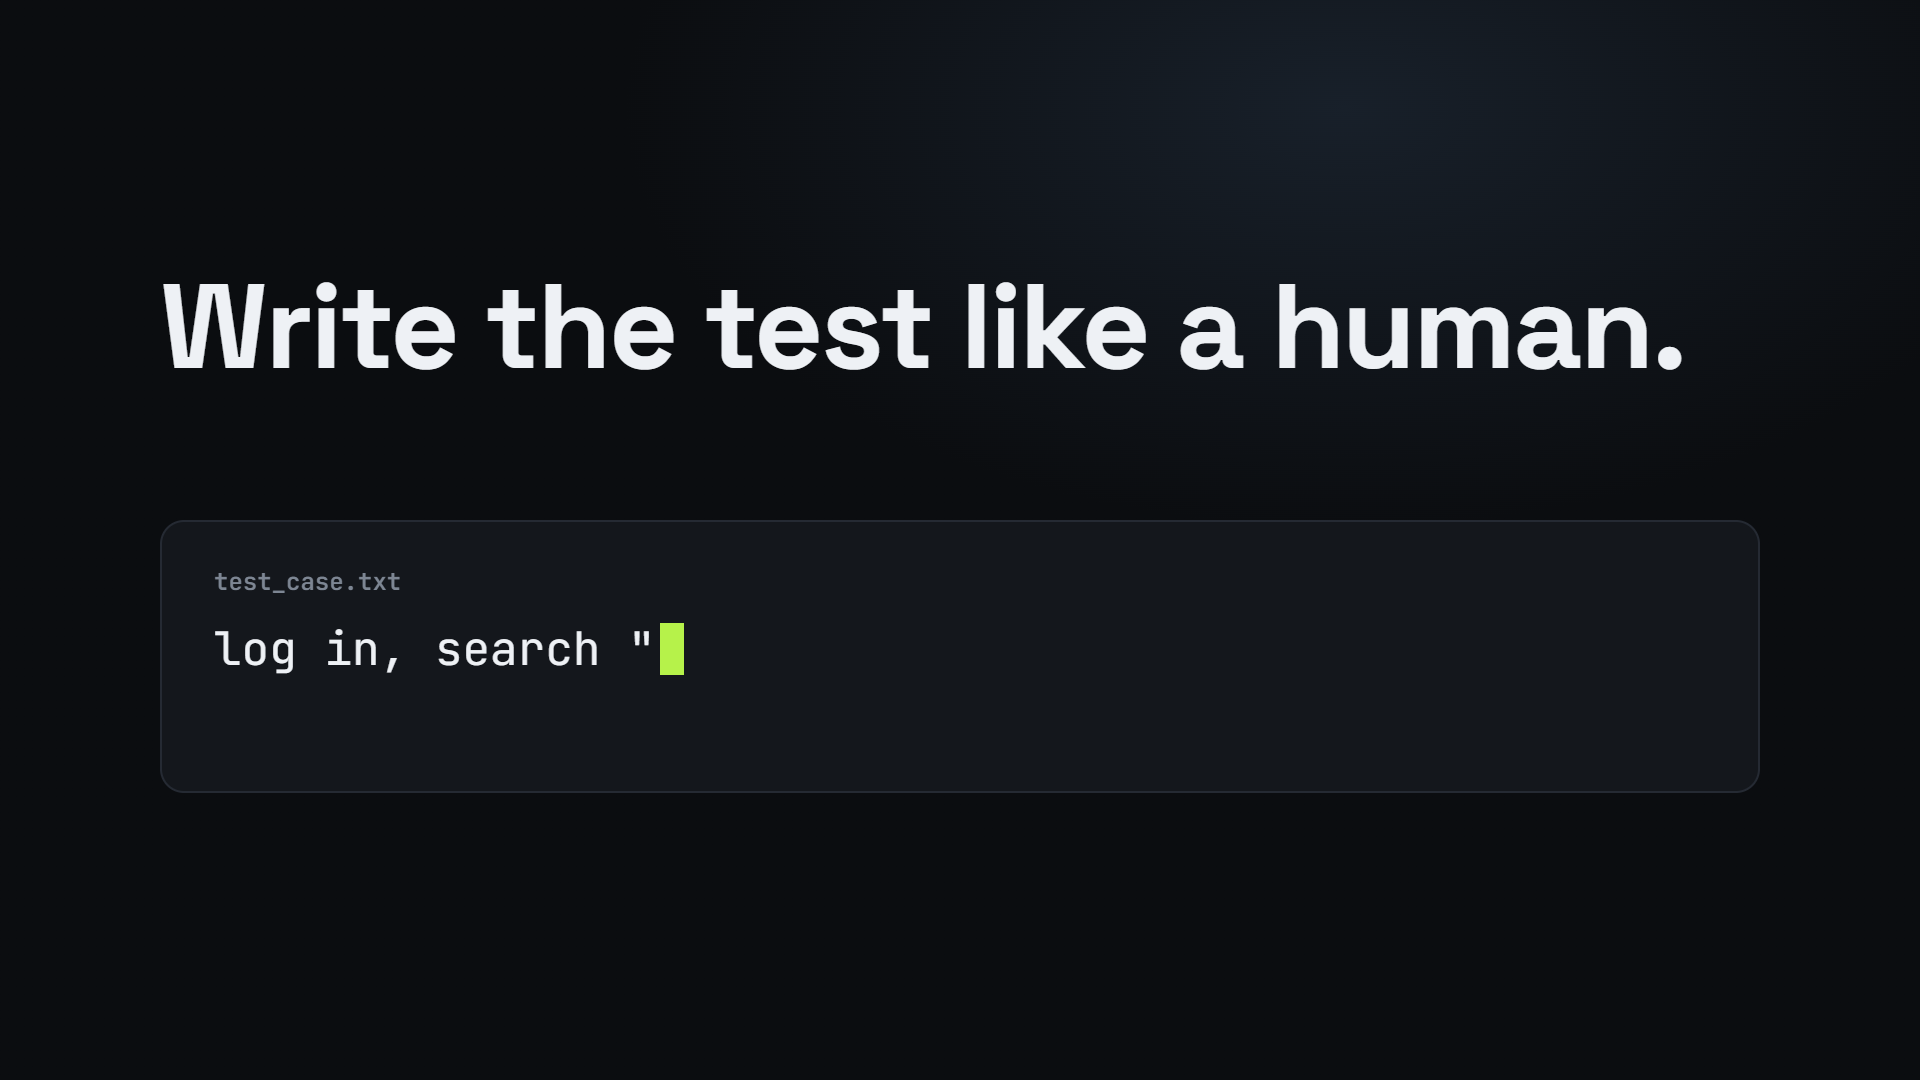 Write the test like a human.
test_case.txt
log in, search "